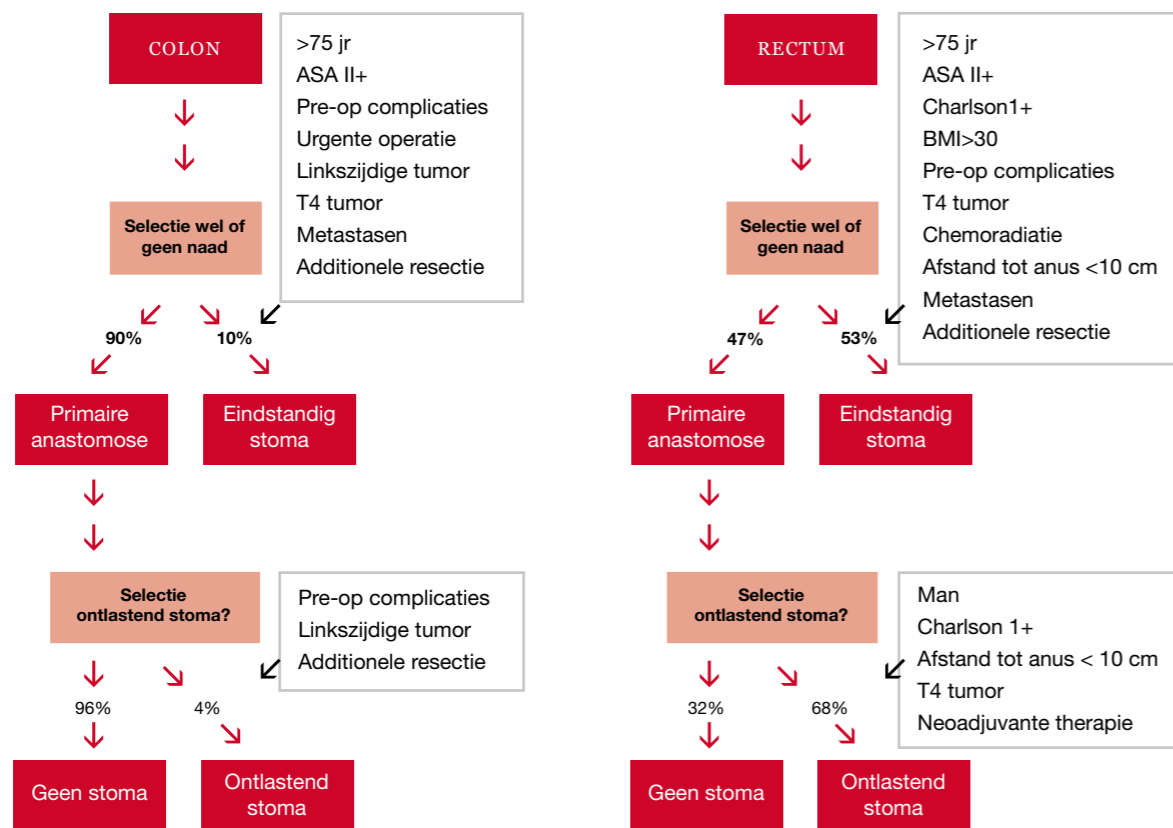 COLON
>75 jr
ASA II+
Pre-op complicaties
Urgente operatie
Linkszijdige tumor
T4 tumor
Metastasen
Additionele resectie
Selectie wel of
geen naad
90%
10%
Primaire
anastomose
Eindstandig
stoma
Selectie
ontlastend stoma?
Pre-op complicaties
Linkszijdige tumor
Additionele resectie
96%
4%
Geen stoma
Ontlastend
stoma
RECTUM
>75 jr
ASA II+
Charlson1+
BMI>30
Pre-op complicaties
T4 tumor
Chemoradiatie
Afstand tot anus <10 cm
Metastasen
Additionele resectie
Selectie wel of
geen naad
47%
53%
Primaire
anastomose
Eindstandig
stoma
Selectie
ontlastend stoma?
Man
Charlson 1+
Afstand tot anus < 10 cm
T4 tumor
Neoadjuvante therapie
32%
68%
Geen stoma
Ontlastend
stoma